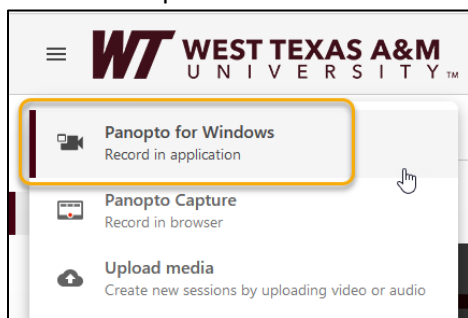 WT WEST TEXAS A&M
UNIVERSITY™
Panopto for Windows
Record in application
Panopto Capture
Record in browser
Upload media
Create new sessions by uploading video or audio